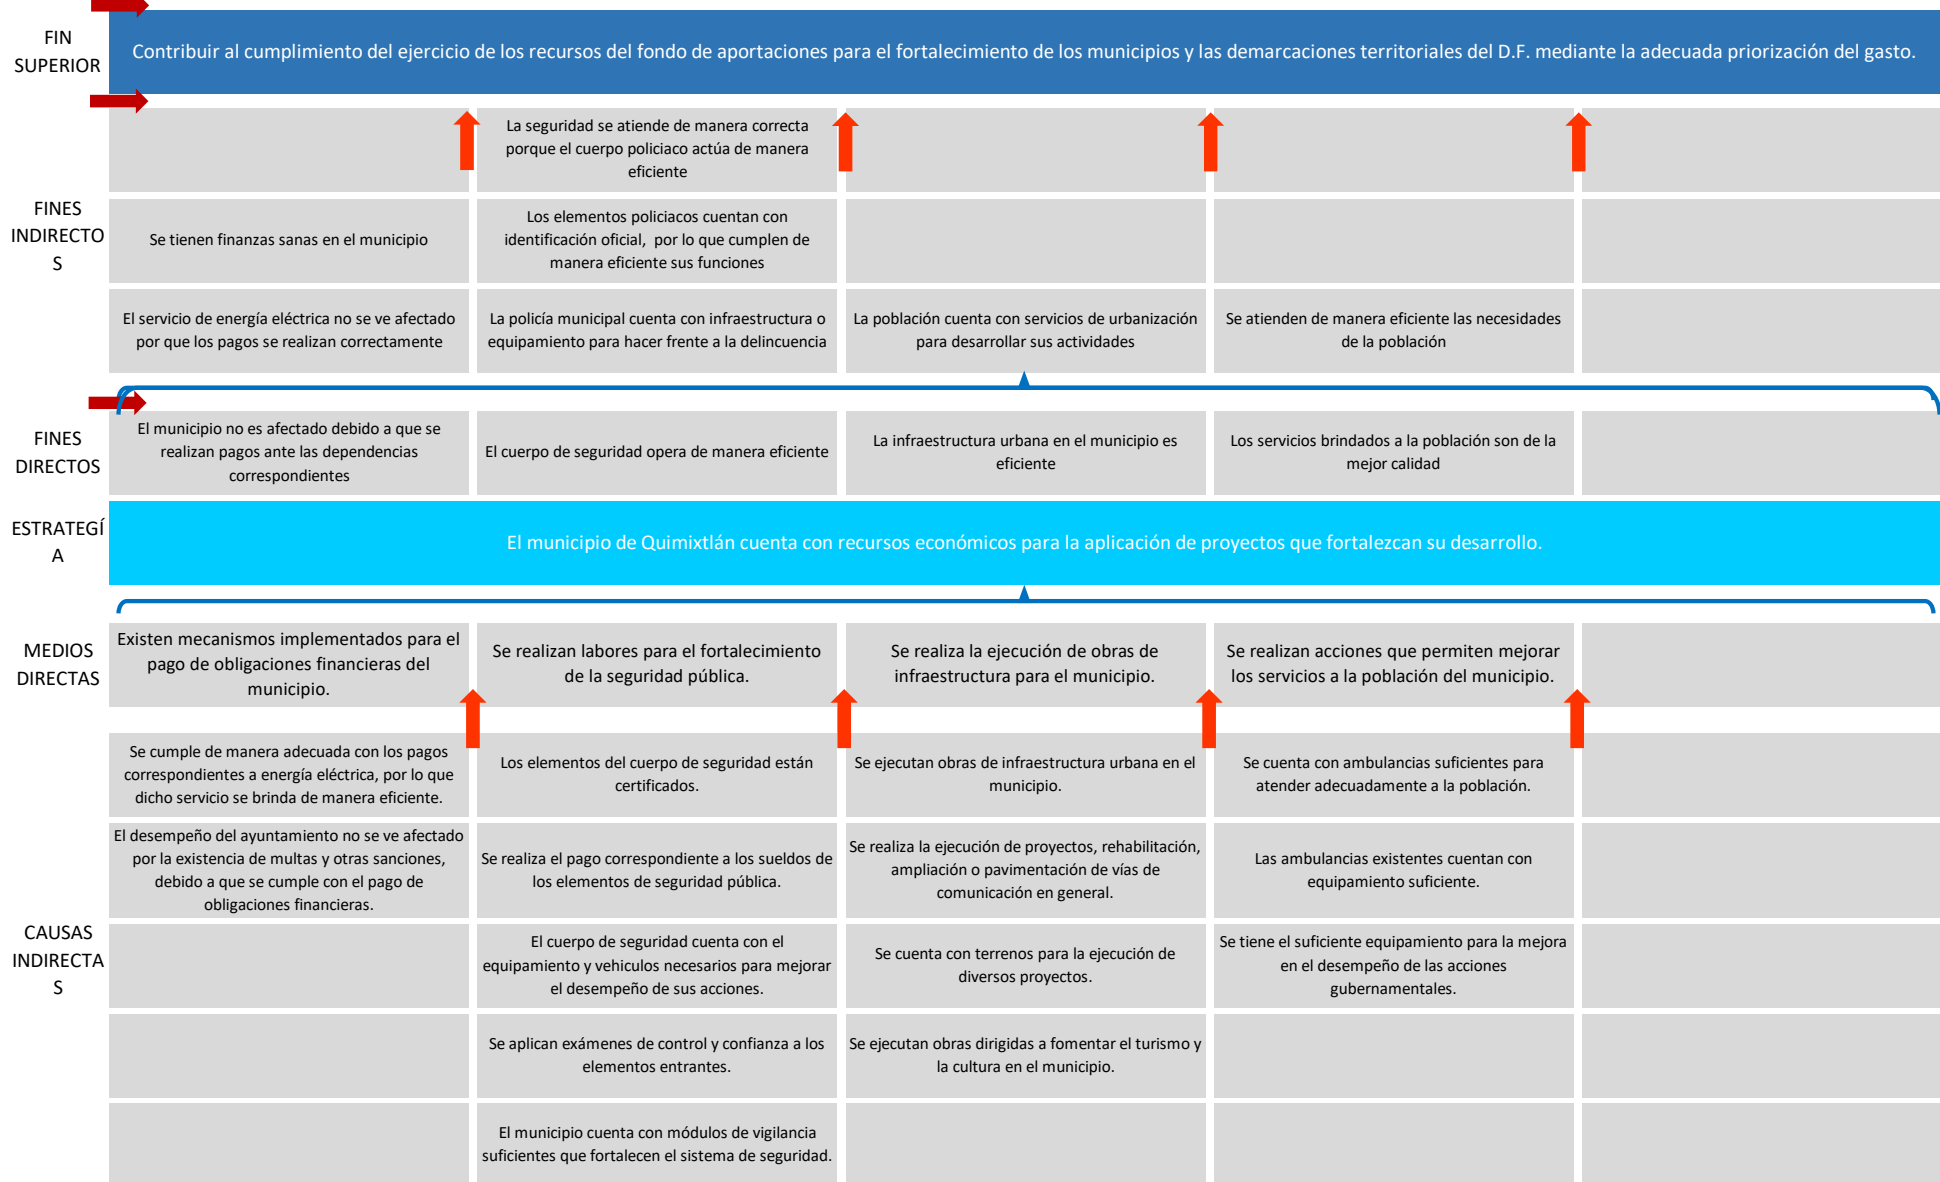 FIN
SUPERIOR
Contribuir al cumplimiento del ejercicio de los recursos del fondo de aportaciones para el fortalecimiento de los municipios y las demarcaciones territoriales del D.F. mediante la adecuada priorización del gasto.
FINES
INDIRECTO
S
La seguridad se atiende de manera correcta
porque el cuerpo policiaco actúa de manera
eficiente
Se tienen finanzas sanas en el municipio
Los elementos policiacos cuentan con
identificación oficial,  por lo que cumplen de
manera eficiente sus funciones
El servicio de energía eléctrica no se ve afectado
por que los pagos se realizan correctamente
La policía municipal cuenta con infraestructura o
equipamiento para hacer frente a la delincuencia
La población cuenta con servicios de urbanización
para desarrollar sus actividades
Se atienden de manera eficiente las necesidades
de la población
FINES
DIRECTOS
El municipio no es afectado debido a que se
realizan pagos ante las dependencias
correspondientes
El cuerpo de seguridad opera de manera eficiente
La infraestructura urbana en el municipio es
eficiente
Los servicios brindados a la población son de la
mejor calidad
ESTRATEGÍ
A
El municipio de Quimixtlán cuenta con recursos económicos para la aplicación de proyectos que fortalezcan su desarrollo.
MEDIOS
DIRECTAS
Existen mecanismos implementados para el
pago de obligaciones financieras del
municipio.
Se realizan labores para el fortalecimiento
de la seguridad pública.
Se realiza la ejecución de obras de
infraestructura para el municipio.
Se realizan acciones que permiten mejorar
los servicios a la población del municipio.
CAUSAS
INDIRECTA
S
Se cumple de manera adecuada con los pagos
correspondientes a energía eléctrica, por lo que
dicho servicio se brinda de manera eficiente.
Los elementos del cuerpo de seguridad están
certificados.
Se ejecutan obras de infraestructura urbana en el
municipio.
Se cuenta con ambulancias suficientes para
atender adecuadamente a la población.
El desempeño del ayuntamiento no se ve afectado
por la existencia de multas y otras sanciones,
debido a que se cumple con el pago de
obligaciones financieras.
Se realiza el pago correspondiente a los sueldos de
los elementos de seguridad pública.
Se realiza la ejecución de proyectos, rehabilitación,
ampliación o pavimentación de vías de
comunicación en general.
Las ambulancias existentes cuentan con
equipamiento suficiente.
El cuerpo de seguridad cuenta con el
equipamiento y vehiculos necesarios para mejorar
el desempeño de sus acciones.
Se cuenta con terrenos para la ejecución de
diversos proyectos.
Se tiene el suficiente equipamiento para la mejora
en el desempeño de las acciones
gubernamentales.
Se aplican exámenes de control y confianza a los
elementos entrantes.
Se ejecutan obras dirigidas a fomentar el turismo y
la cultura en el municipio.
El municipio cuenta con módulos de vigilancia
suficientes que fortalecen el sistema de seguridad.